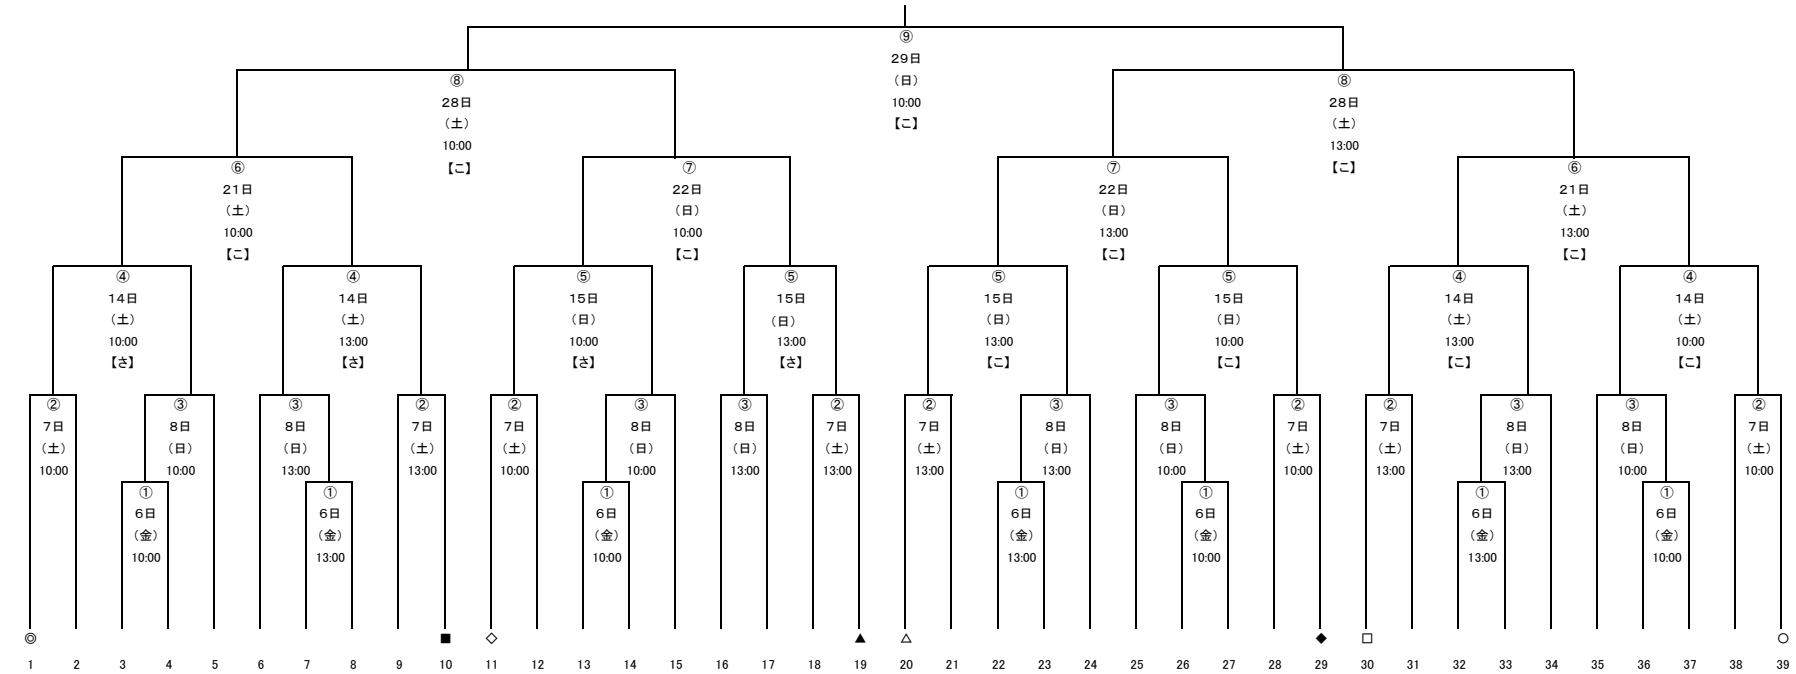 ⑨
29日
（日）
10:00
【こ】
⑧
28日
（土）
10:00
【こ】
⑧
28日
（土）
13:00
【こ】
⑥
21日
（土）
10:00
【こ】
⑦
22日
（日）
10:00
【こ】
⑦
22日
（日）
13:00
【こ】
⑥
21日
（土）
13:00
【こ】
④
14日
（土）
10:00
【さ】
④
14日
（土）
13:00
【さ】
⑤
15日
（日）
10:00
【さ】
⑤
15日
（日）
13:00
【さ】
⑤
15日
（日）
13:00
【こ】
⑤
15日
（日）
10:00
【こ】
④
14日
（土）
13:00
【こ】
④
14日
（土）
10:00
【こ】
②
7日
（土）
10:00
③
8日
（日）
10:00
③
8日
（日）
13:00
②
7日
（土）
13:00
②
7日
（土）
10:00
③
8日
（日）
10:00
③
8日
（日）
13:00
②
7日
（土）
13:00
②
7日
（土）
13:00
③
8日
（日）
13:00
③
8日
（日）
10:00
②
7日
（土）
10:00
②
7日
（土）
13:00
③
8日
（日）
13:00
③
8日
（日）
10:00
②
7日
（土）
10:00
①
6日
（金）
10:00
①
6日
（金）
13:00
①
6日
（金）
10:00
①
6日
（金）
13:00
①
6日
（金）
10:00
①
6日
（金）
13:00
①
6日
（金）
10:00
◎ ■ ◇ ▲ △ ◆ □ ○
1 2 3 4 5 6 7 8 9 10 11 12 13 14 15 16 17 18 19 20 21 22 23 24 25 26 27 28 29 30 31 32 33 34 35 36 37 38 39